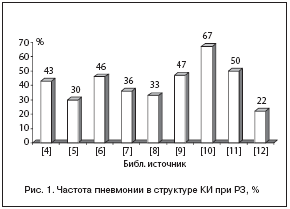 %
70
60
50
40
30
20
10
0
43 30 46 36 33 47 67 50 22
[4] [5] [6] [7] [8] [9] [10] [11] [12]
Библ. источник
Рис. 1. Частота пневмонии в структуре КИ при РЗ, %